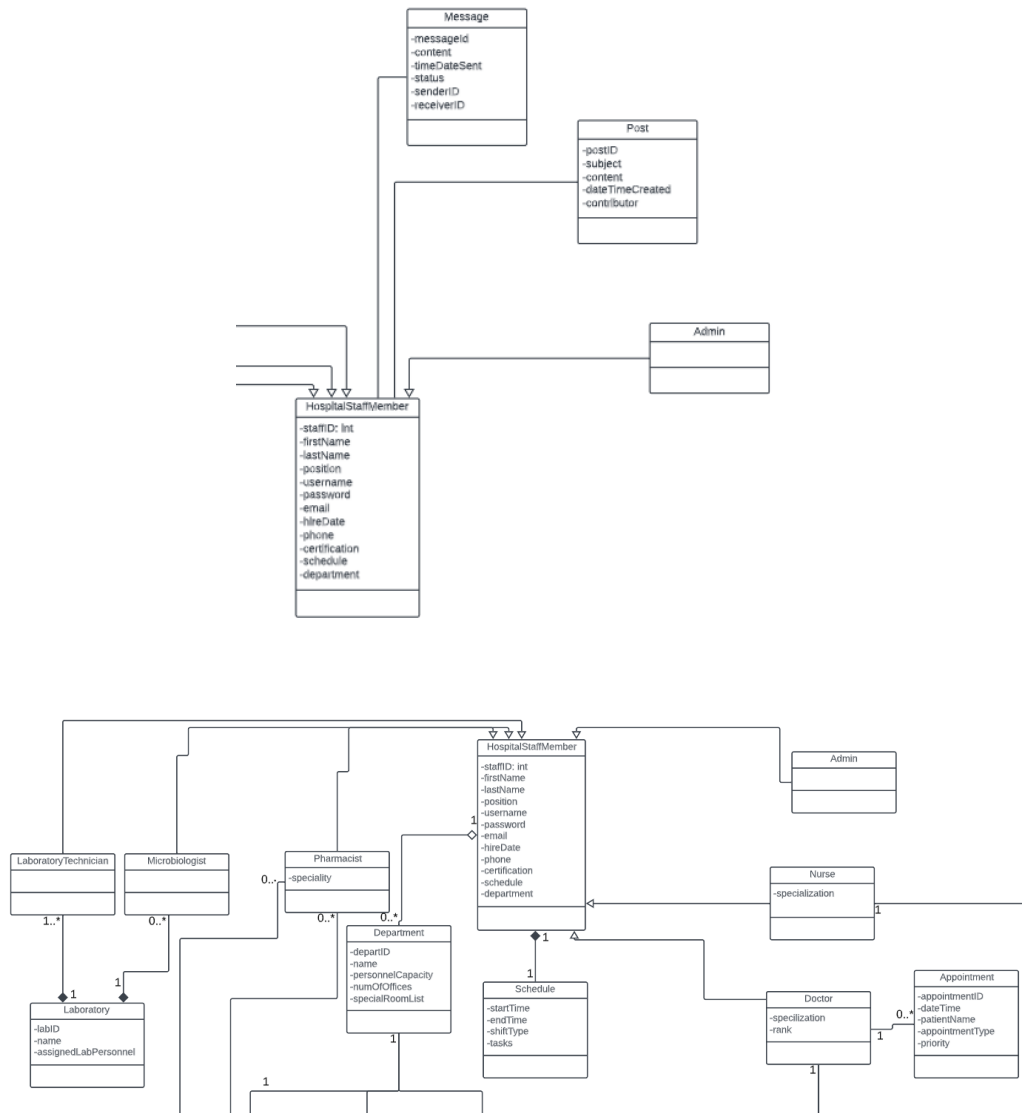 Message
-messageId
-content
-timeDateSent
-status
-senderID
-receiverID
Post
-postID
-subject
-content
-dateTimeCreated
-contributor
Admin
HospitalStaffMember
-staffID: int
-firstName
-lastName
-position
-username
-password
-email
-hireDate
-phone
-certification
-schedule
-department
HospitalStaffMember
-staffID: int
-firstName
-lastName
-position
-username
-password
-email
-hireDate
-phone
-certification
-schedule
-department
1
Admin
LaboratoryTechnician
1..*
Microbiologist
0..*
Pharmacist
-speciality
0..*
0..*
0..*
Nurse
-specialization
1
Department
-departID
-name
-personnelCapacity
-numOfOffices
-specialRoomList
1
1
1
1
Schedule
-startTime
-endTime
-shiftType
-tasks
Doctor
-specilization
-rank
1
1
0..*
Appointment
-appointmentID
-dateTime
-patientName
-appointmentType
-priority
1
1
Laboratory
-labID
-name
-assignedLabPersonnel